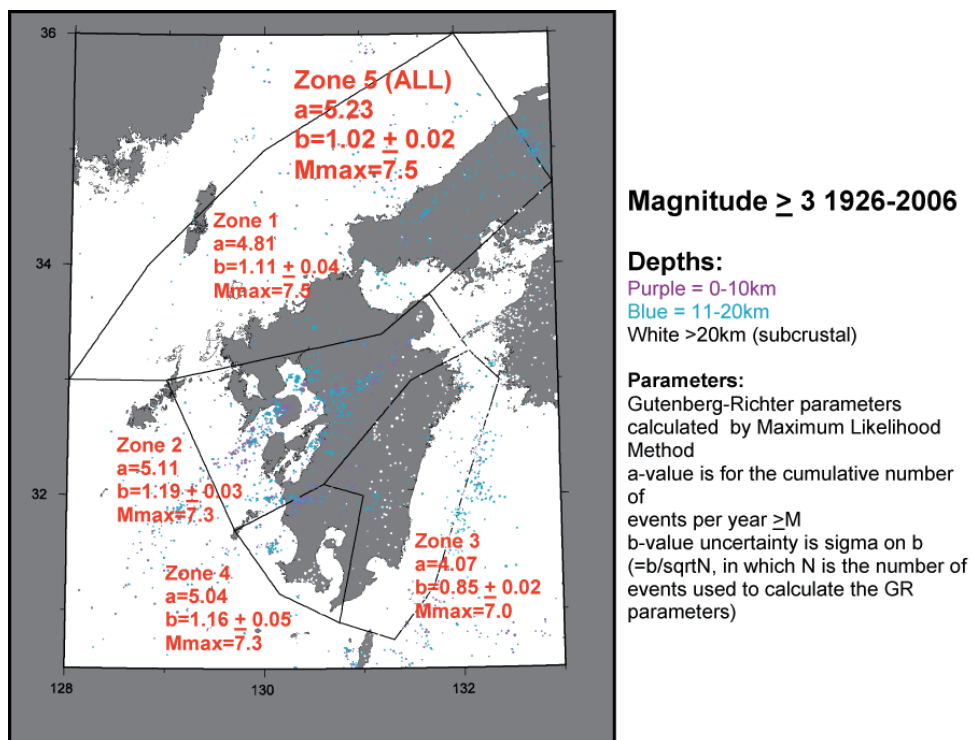 36
34
32
128
130
132
Zone 5 (ALL)
a=5.23
b=1.02 ± 0.02
Mmax=7.5
Zone 1
a=4.81
b=1.11 ± 0.04
Mmax=7.5
Zone 2
a=5.11
b=1.19 ± 0.03
Mmax=7.3
Zone 4
a=5.04
b=1.16 ± 0.05
Mmax=7.3
Zone 3
a=4.07
b=0.85 ± 0.02
Mmax=7.0
Magnitude ≥ 3 1926-2006
Depths:
Purple = 0-10km
Blue = 11-20km
White >20km (subcrustal)
Parameters:
Gutenberg-Richter parameters
calculated by Maximum Likelihood
Method
a-value is for the cumulative number
of
events per year ≥M
b-value uncertainty is sigma on b
(=b/sqrtN, in which N is the number of
events used to calculate the GR
parameters)